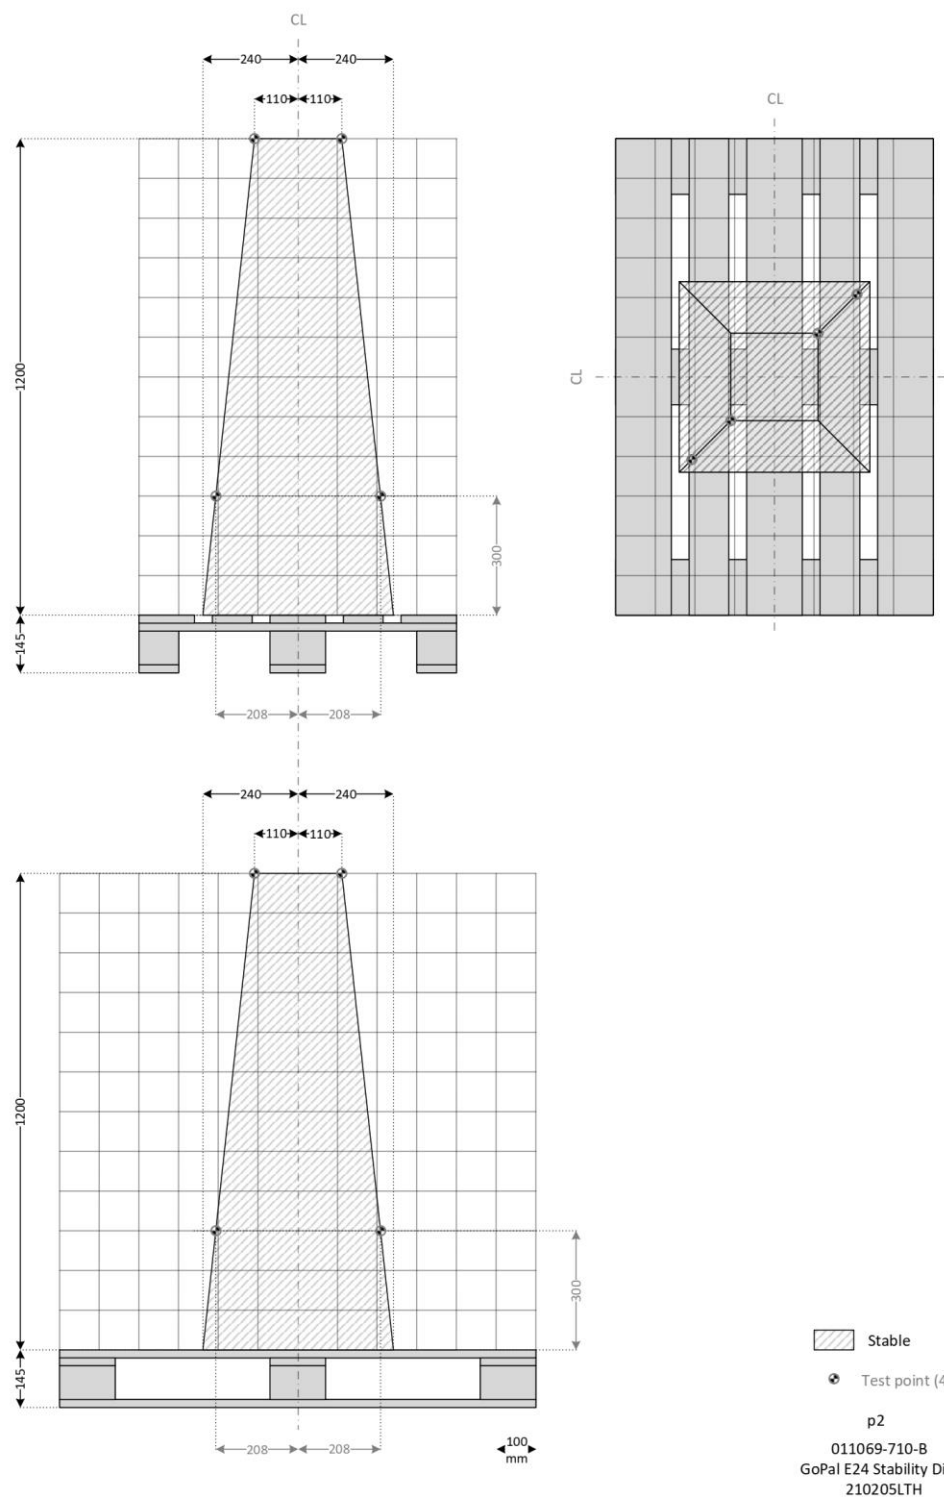 CL
240 240
110 110
CL
CL
1200
300
145
208 208
240 240
110 110
1200
300
145
208 208
100
mm
Stable
Test point (4
p2
011069-710-B
GoPal E24 Stability Di
210205LTH